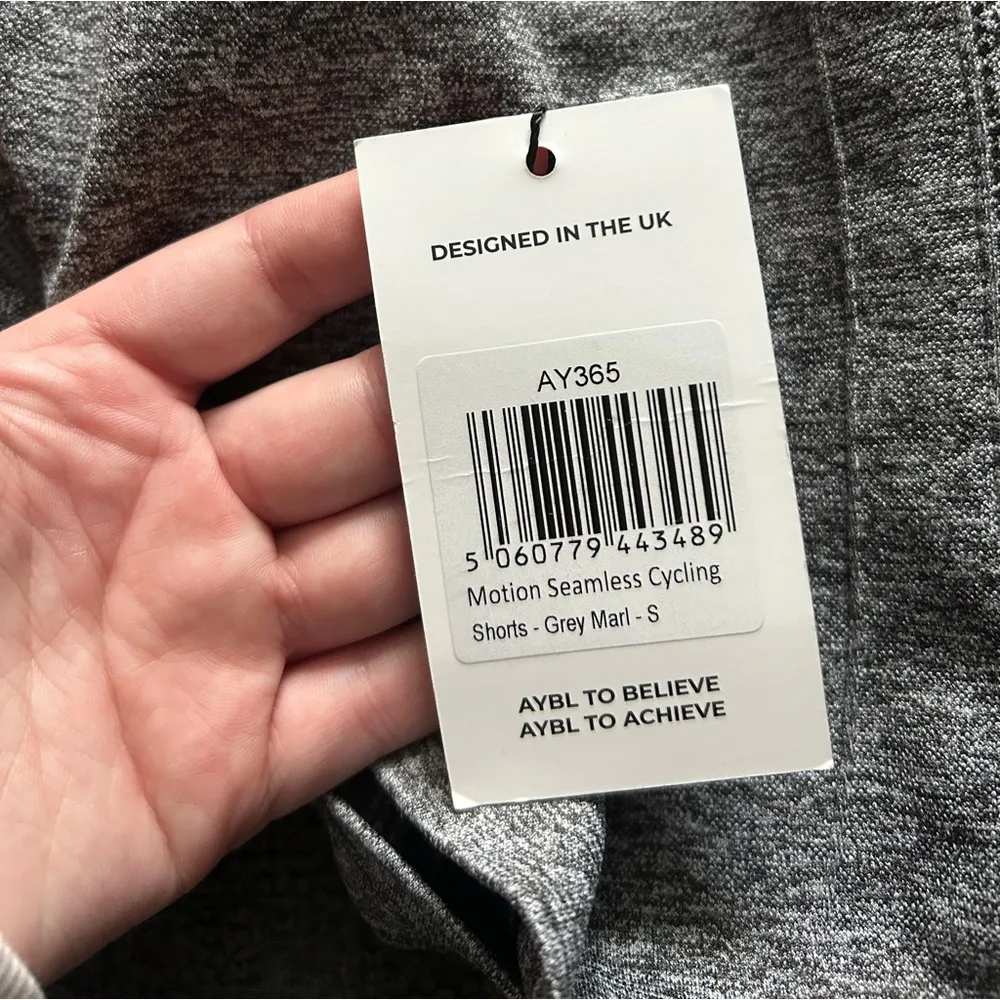 DESIGNED IN THE UK
AY365
5 060779 443489
Motion Seamless Cycling
Shorts - Grey Marl - S
AYBL TO BELIEVE
AYBL TO ACHIEVE